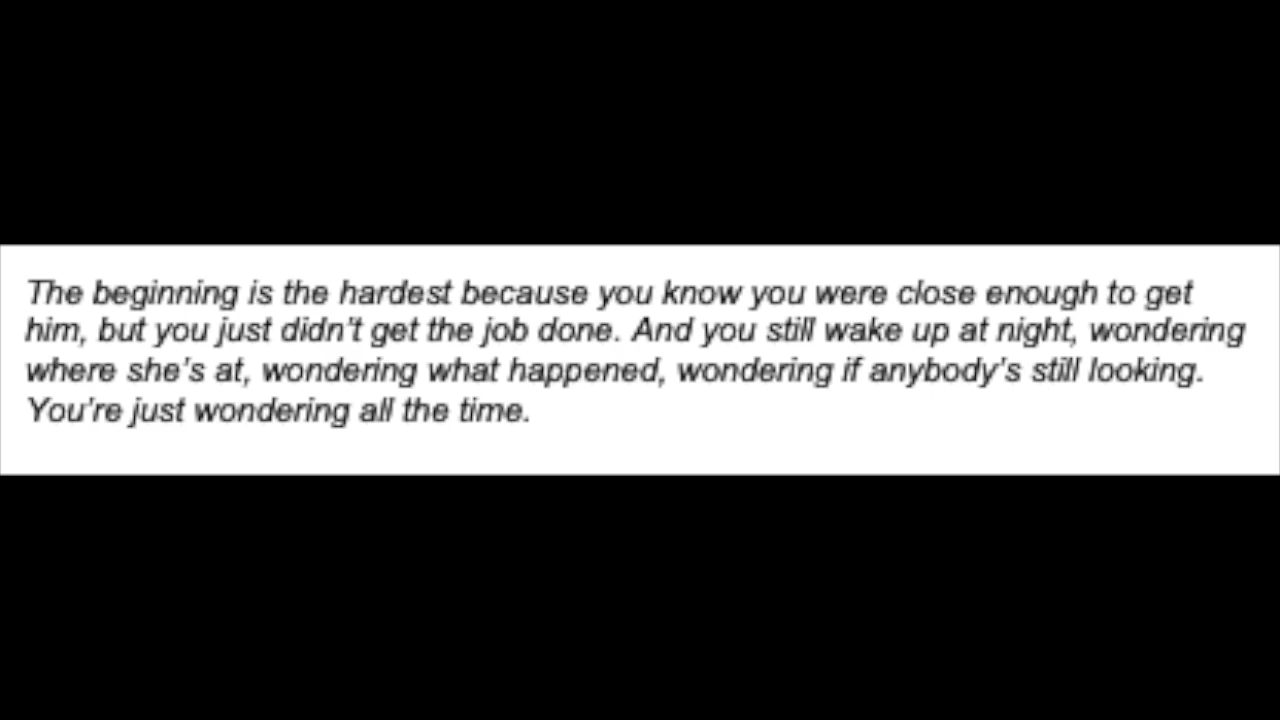 The beginning is the hardest because you know you were close enough to get
him, but you just didn't get the job done. And you still wake up at night, wondering
where she's at, wondering what happened, wondering if anybody's still looking.
You're just wondering all the time.